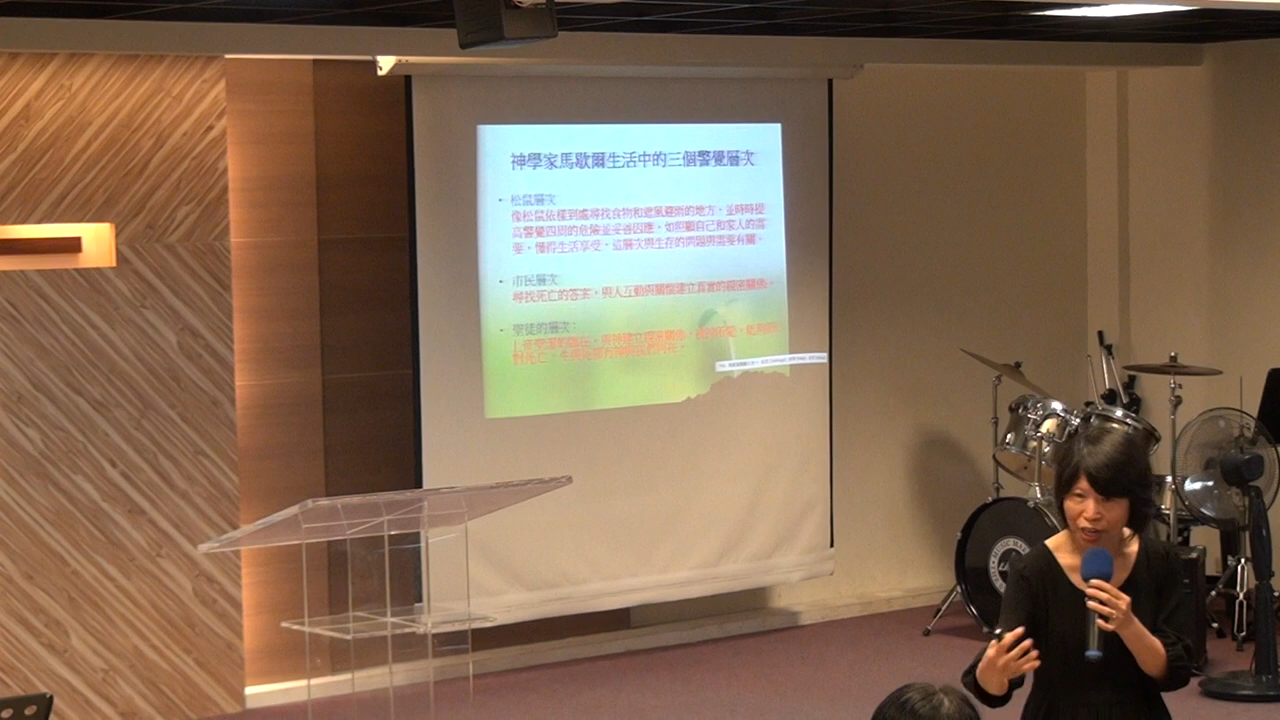 神學家馬歇爾生活中的三個警覺層次
• 松鼠層次
像松鼠依樣到處尋找食物和避風避雨的地方,並時時提
高警覺四周的危險並妥善因應,如照顧自己和家人的需
要,懂得生活享受,這層次與生存的問題與需要有關。
• 市民層次
尋找死亡的答案,與人互動與關懷建立真實的親密關係。
• 聖徒的層次:
對死亡,